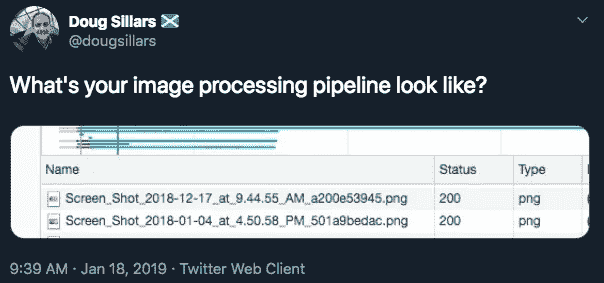 Doug Sillars
@dougsillars
What's your image processing pipeline look like?
Name Status Type
Screen_Shot_2018-12-17_at_9.44.55_AM_a200e53945.png 200 png
Screen_Shot_2018-01-04_at_4.50.58_PM_501a9bedac.png 200 png
9:39 AM · Jan 18, 2019 · Twitter Web Client